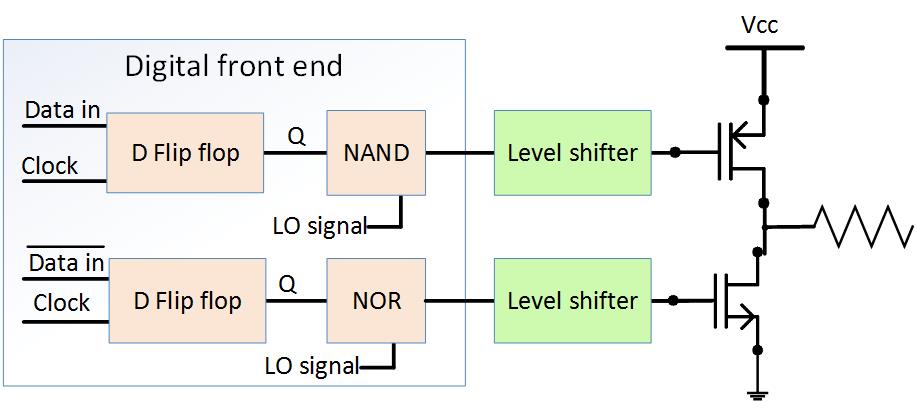 Vcc
Digital front end
Data in
D Flip flop
Q
NAND
Level shifter
Clock
LO signal
Data in
D Flip flop
Q
NOR
Level shifter
Clock
LO signal